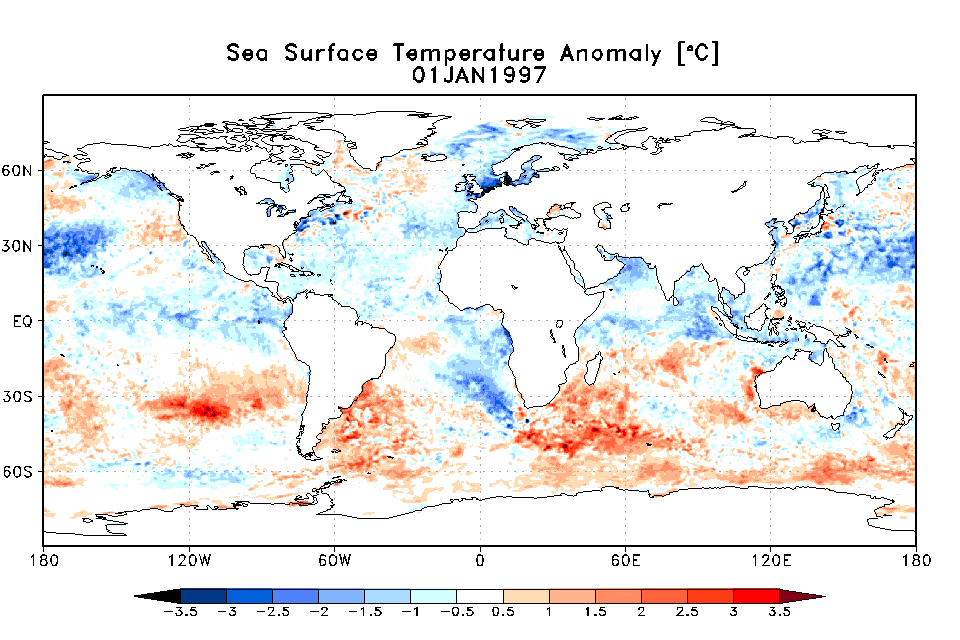 Sea Surface Temperature Anomaly [°C]
01JAN1997
60N
30N
EQ
30S
60S
180 120W 60W 0 60E 120E 180
-3.5 -3 -2.5 -2 -1.5 -1 -0.5 0.5 1 1.5 2 2.5 3 3.5